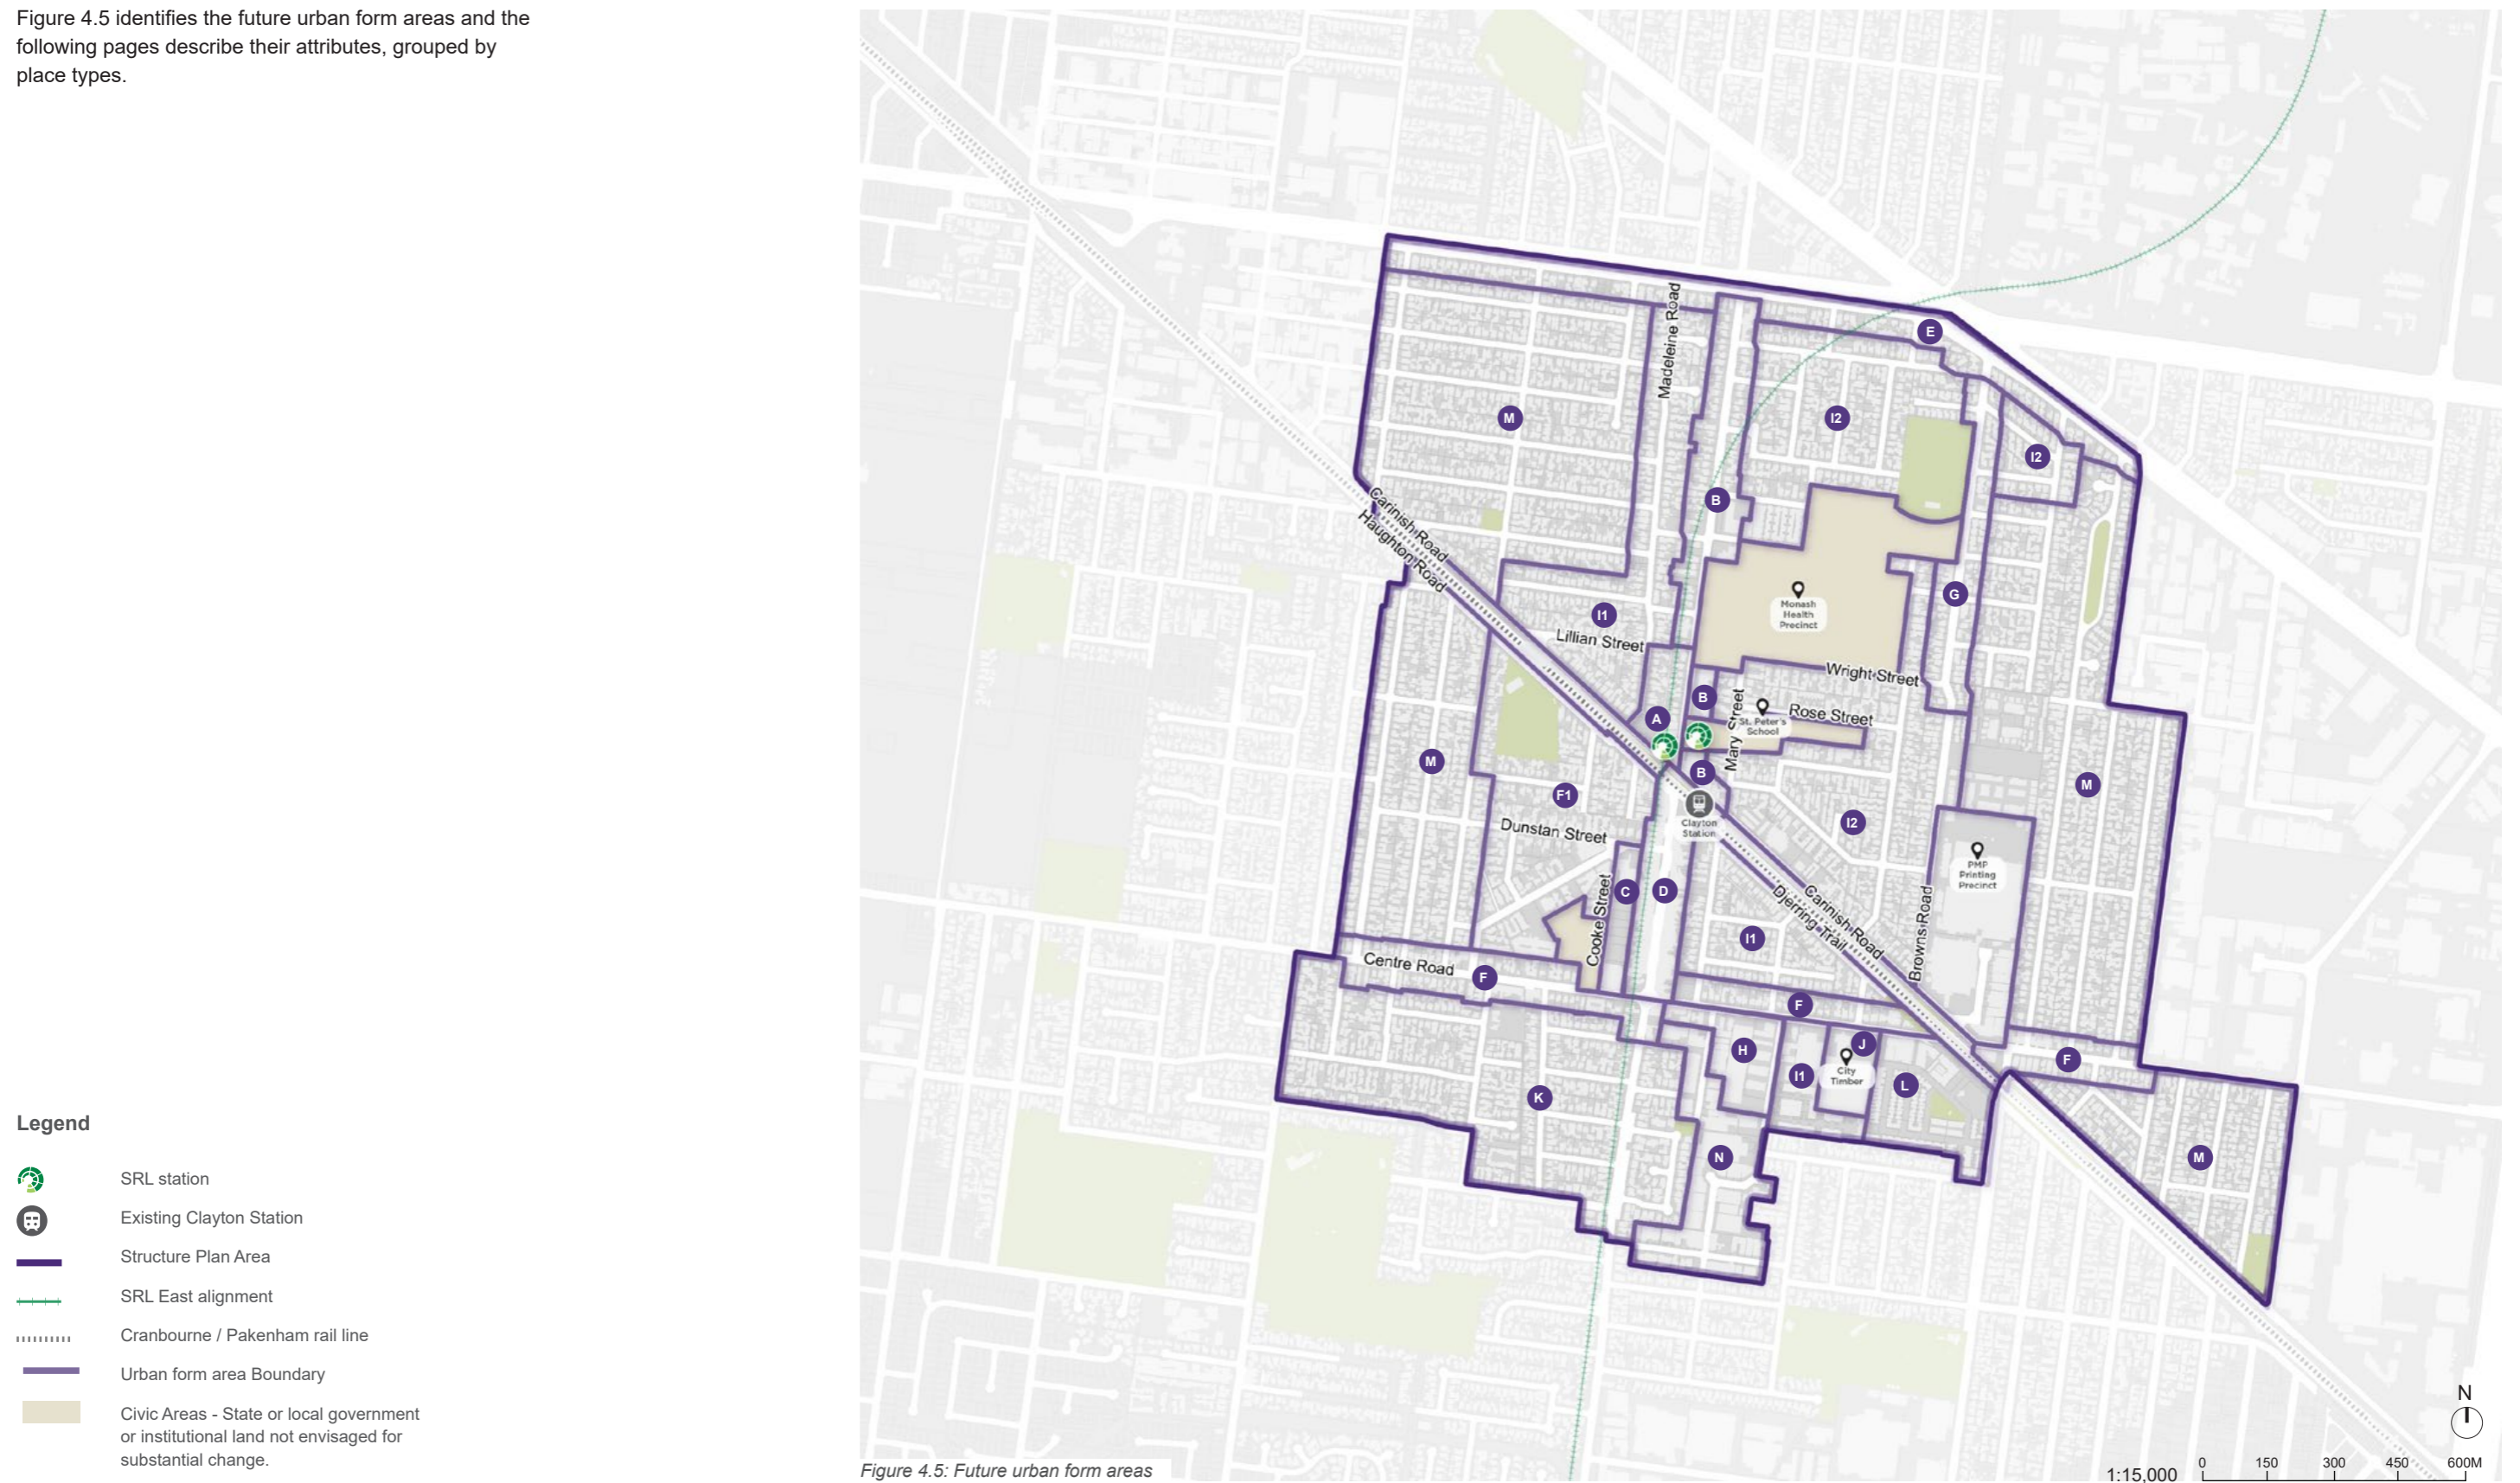 Figure 4.5 identifies the future urban form areas and the
following pages describe their attributes, grouped by
place types.
Legend
SRL station
Existing Clayton Station
Structure Plan Area
SRL East alignment
Cranbourne / Pakenham rail line
Urban form area Boundary
Civic Areas - State or local government
or institutional land not envisaged for
substantial change.
Madeleine Road
E
M
I2
I2
B
Carinish Road
Haughton Road
Monash
Health
Precinct
G
I1
Lillian Street
Wright Street
B
Mary Street
St. Peter's
School
Rose Street
A
M
B
M
F1
Clayton
Station
I2
Dunstan Street
PMP
Printing
Precinct
C
D
Cooke Street
Carinish Road
Djerring Trail
Browns Road
I1
Centre Road
F
F
H
J
City
Timber
I1
L
F
K
N
M
N
1:15,000
0
150
300
450
600M
Figure 4.5: Future urban form areas